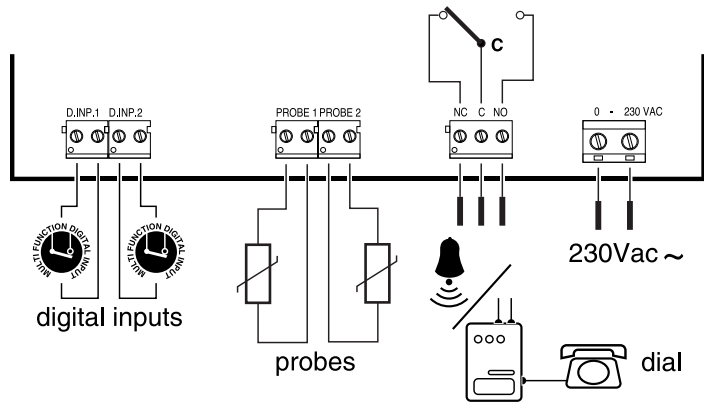 C
D.INP.1 D.INP.2
PROBE 1 PROBE 2
NC C NO
0 - 230 VAC
MULTI FUNCTION DIGITAL INPUT
MULTI FUNCTION DIGITAL INPUT
230Vac ~
digital inputs
probes
dial